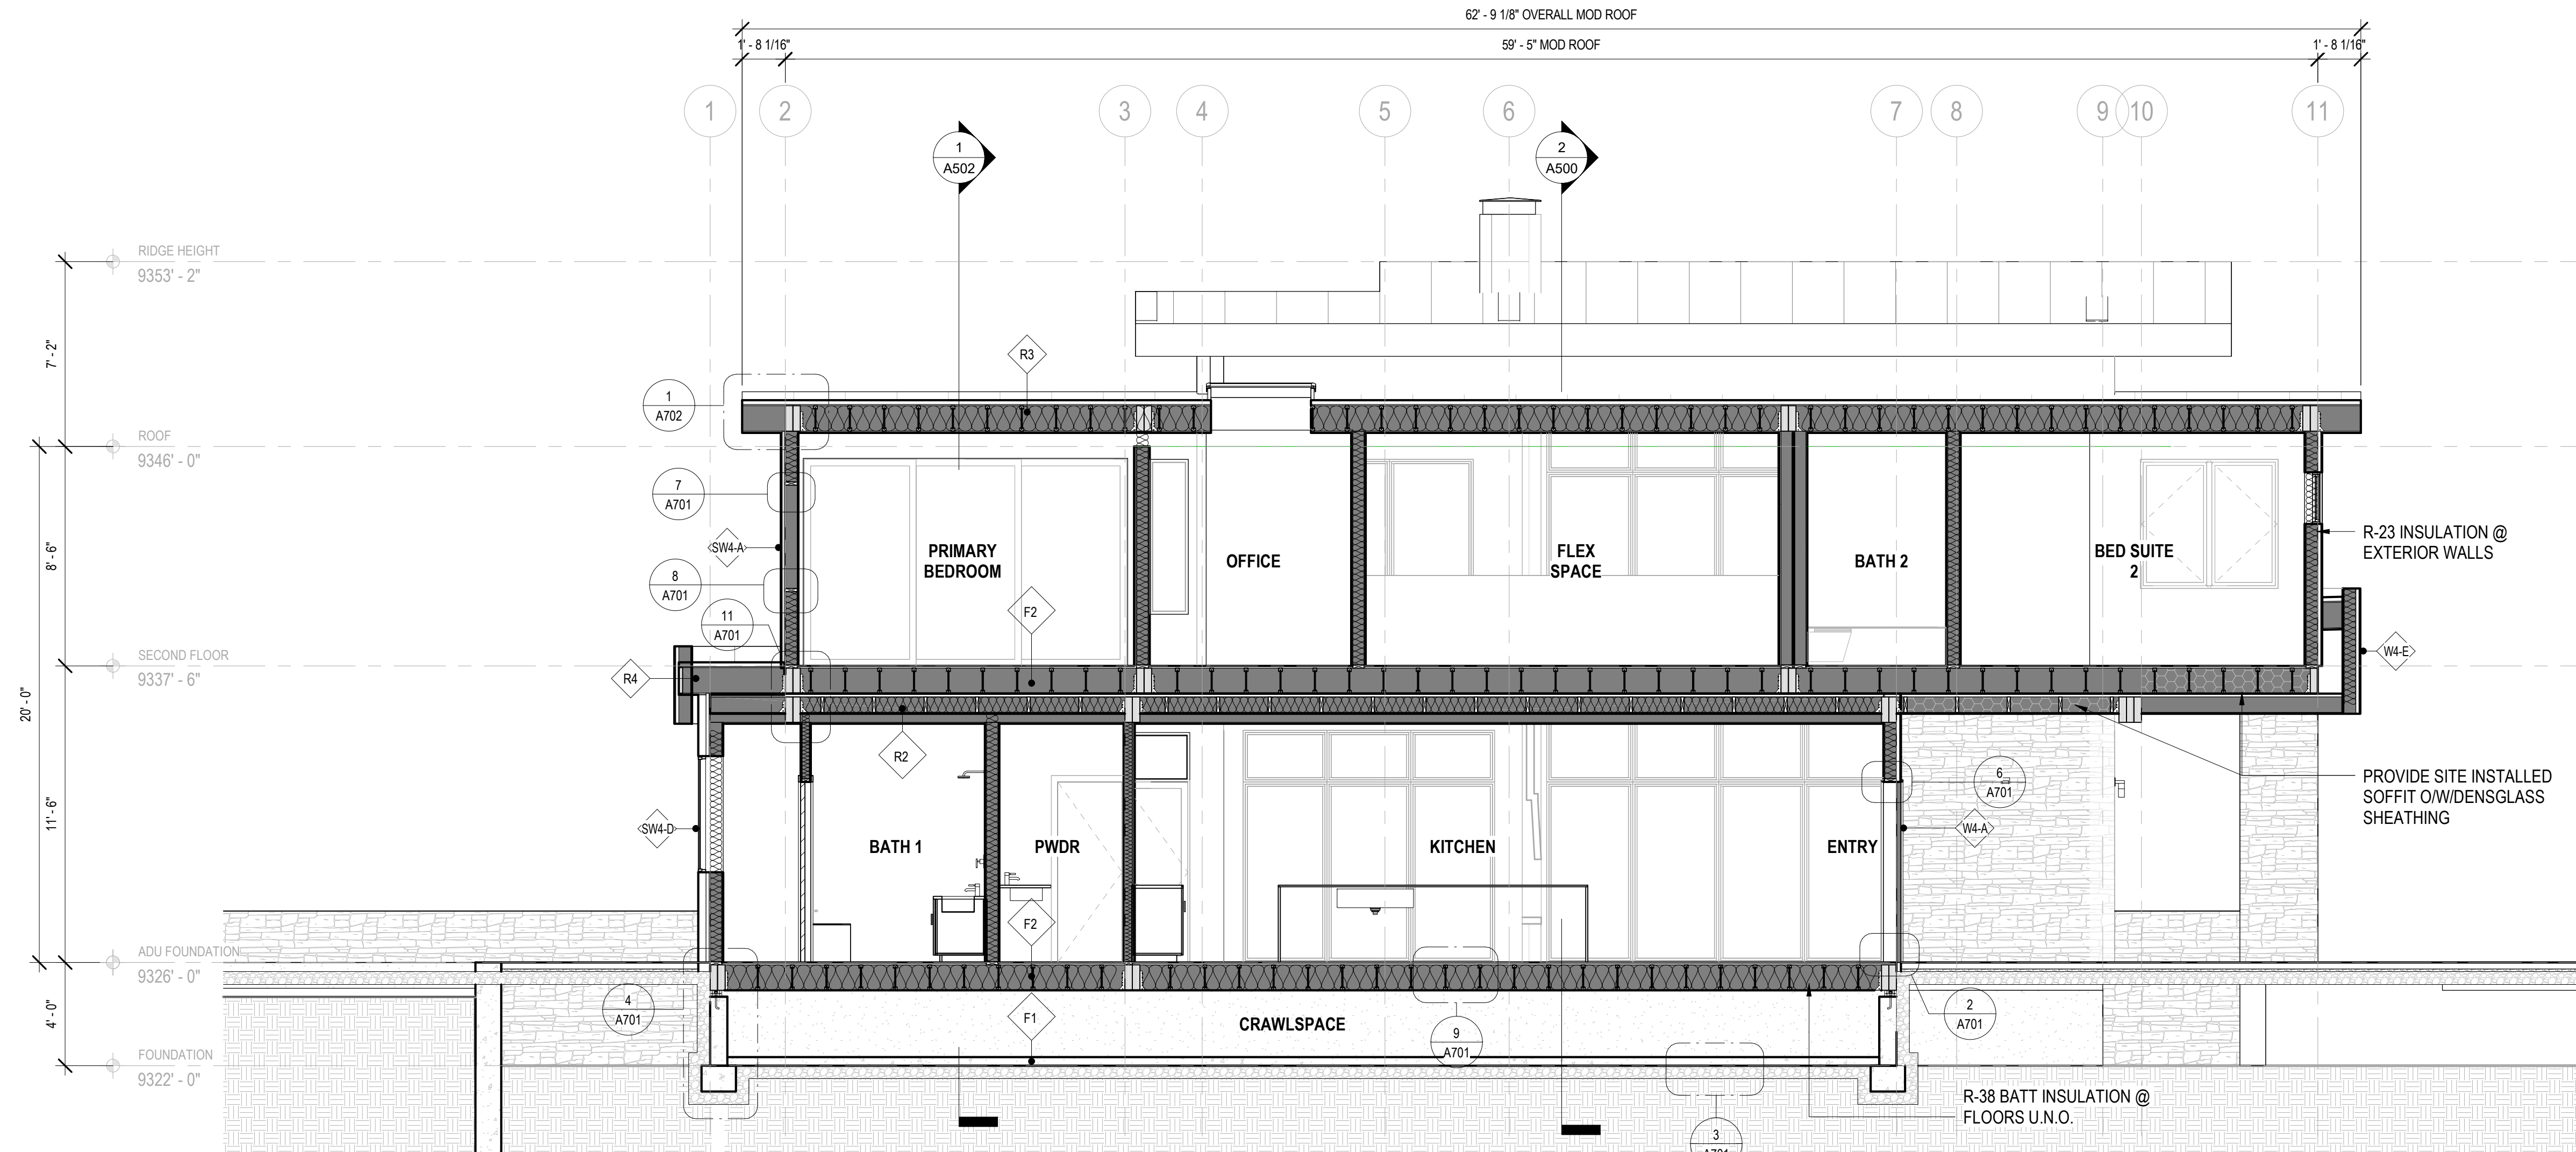 62' - 9 1/8" OVERALL MOD ROOF
1' - 8 1/16"
59' - 5" MOD ROOF
1' - 8 1/16"
1
2
3
4
5
6
7
8
9
10
11
1
A502
2
A500
RIDGE HEIGHT
9353' - 2"
7' - 2"
R3
1
A702
ROOF
9346' - 0"
7
A701
SW4-A
8' - 6"
PRIMARY
BEDROOM
OFFICE
FLEX
SPACE
BATH 2
BED SUITE
2
R-23 INSULATION @
EXTERIOR WALLS
8
A701
11
A701
F2
SECOND FLOOR
9337' - 6"
R4
W4-E
20' - 0"
R2
11' - 6"
SW4-D
BATH 1
PWDR
KITCHEN
ENTRY
6
A701
W4-A
PROVIDE SITE INSTALLED
SOFFIT O/W/DENSGLASS
SHEATHING
F2
ADU FOUNDATION
9326' - 0"
4
A701
4' - 0"
F1
CRAWLSPACE
9
A701
2
A701
FOUNDATION
9322' - 0"
R-38 BATT INSULATION @
FLOORS U.N.O.
3
A701